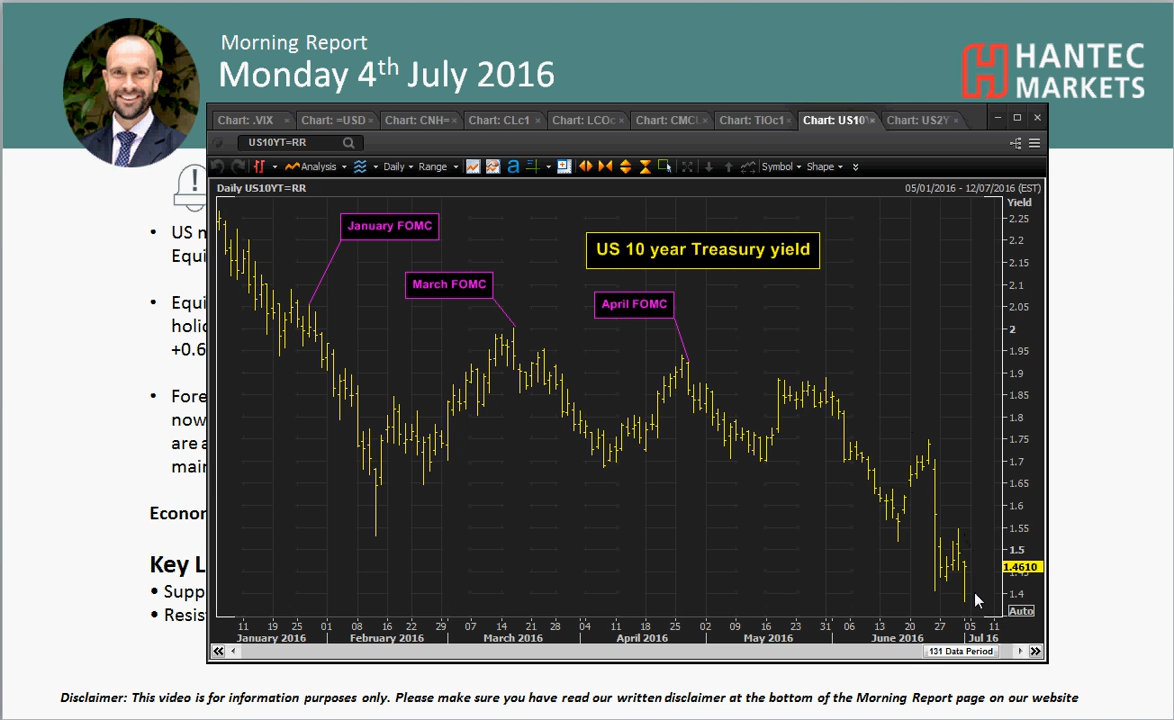 Morning Report
Monday 4th July 2016
HANTEC
MARKETS
Chart: .VIX
Chart: =USD
Chart: CNH=
Chart: CLc1
Chart: LCOc
Chart: CMCU
Chart: TIOc1
Chart: US10Y
Chart: US2Y
US10YT=RR
Analysis
Daily
Range
Symbol
Shape
Daily US10YT=RR
05/01/2016 - 12/07/2016 (EST)
Yield
January FOMC
March FOMC
April FOMC
US 10 year Treasury yield
2.25
2.2
2.15
2.1
2.05
2
1.95
1.9
1.85
1.8
1.75
1.7
1.65
1.6
1.55
1.5
1.4610
1.4
Auto
11 19 25 01 08 16 22 29 07 14 21 28 04 11 18 25 02 09 16 23 31 06 13 20 27 05 11
January 2016 February 2016 March 2016 April 2016 May 2016 June 2016 Jul 16
131 Data Period
!
• US m
Equi
• Equi
holid
+0.6
• Fore
now
are a
main
Econor
Key L
• Supp
• Resis
Disclaimer: This video is for information purposes only. Please make sure you have read our written disclaimer at the bottom of the Morning Report page on our website